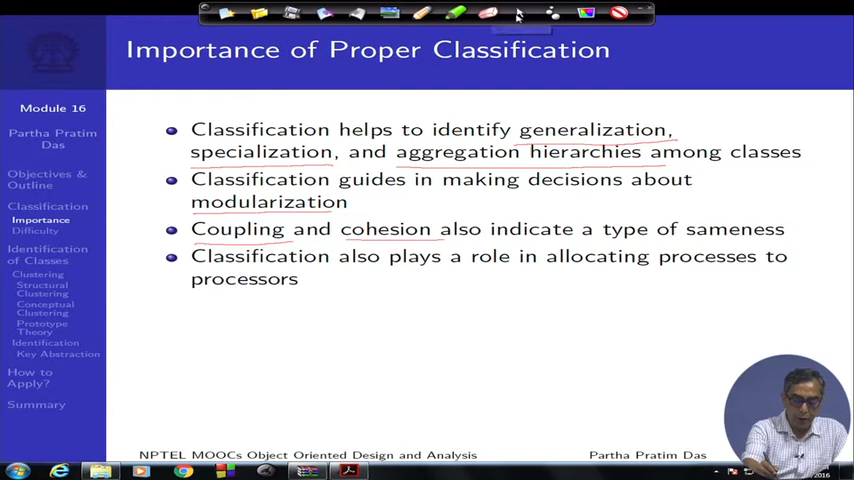 Importance of Proper Classification
Module 16
Partha Pratim
Das
Objectives &
Outline
Classification
Importance
Difficulty
Identification
of Classes
Clustering
Structural
Clustering
Conceptual
Clustering
Prototype
Theory
Identification
Key Abstraction
How to
Apply?
Summary
Classification helps to identify generalization,
specialization, and aggregation hierarchies among classes
Classification guides in making decisions about
modularization
Coupling and cohesion also indicate a type of sameness
Classification also plays a role in allocating processes to
processors
NPTEL MOOCs Object Oriented Design and Analysis
Partha Pratim Das